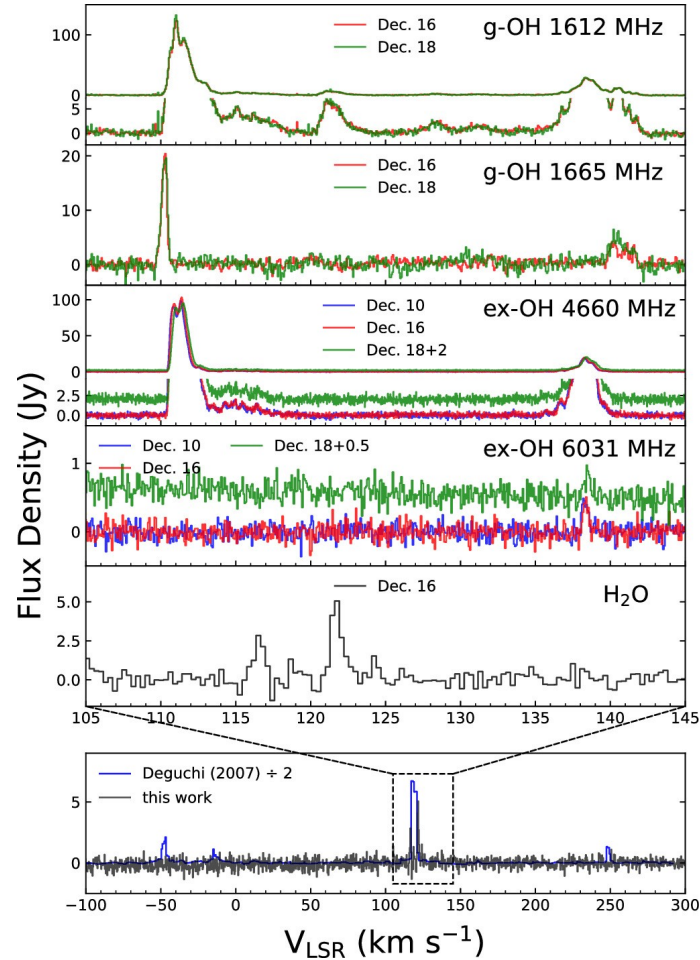 g-OH 1612 MHz
Dec. 16
Dec. 18
100
0
5
0
g-OH 1665 MHz
Dec. 16
Dec. 18
20
10
0
ex-OH 4660 MHz
Dec. 10
Dec. 16
Dec. 18+2
100
50
0
2.5
0.0
ex-OH 6031 MHz
Dec. 10
Dec. 18+0.5
Dec. 16
1
0
H₂O
Dec. 16
5.0
2.5
0.0
105 110 115 120 125 130 135 140 145
Deguchi (2007) ÷ 2
this work
5
0
−100 −50 0 50 100 150 200 250 300
Flux Density (Jy)
V_LSR (km s⁻¹)